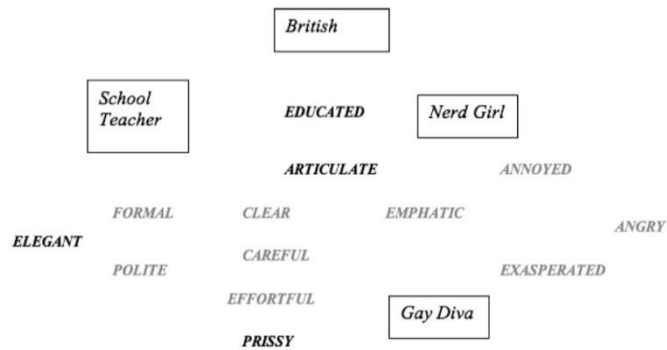 British
School
Teacher
EDUCATED
Nerd Girl
ARTICULATE
ANNOYED
FORMAL
CLEAR
EMPHATIC
ANGRY
ELEGANT
CAREFUL
POLITE
EXASPERATED
EFFORTFUL
Gay Diva
PRISSY